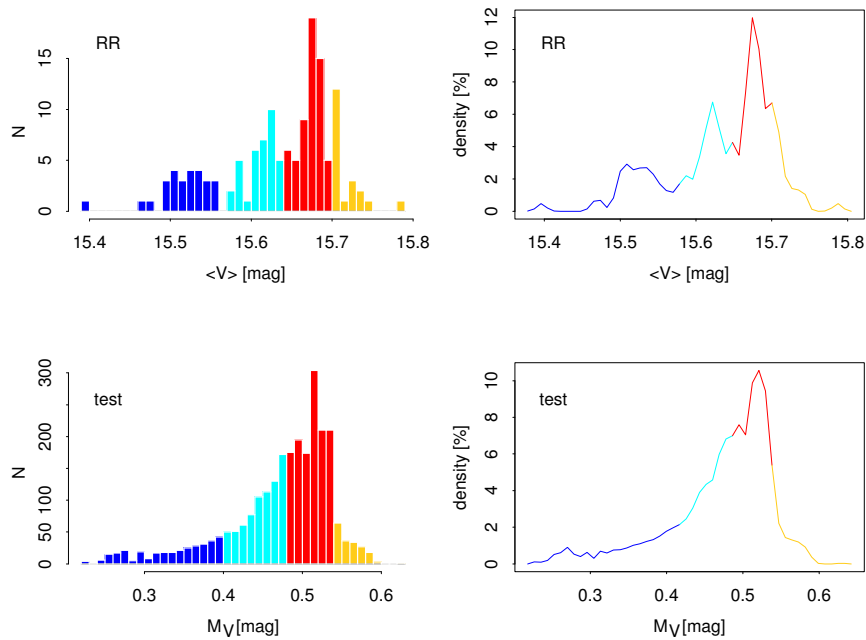 RR
N
0 5 10 15
15.4 15.5 15.6 15.7 15.8
<V> [mag]
RR
density [%]
0 2 4 6 8 10 12
15.4 15.5 15.6 15.7 15.8
<V> [mag]
test
N
0 50 100 200 300
0.3 0.4 0.5 0.6
MV[mag]
test
density [%]
0 2 4 6 8 10
0.3 0.4 0.5 0.6
MV[mag]